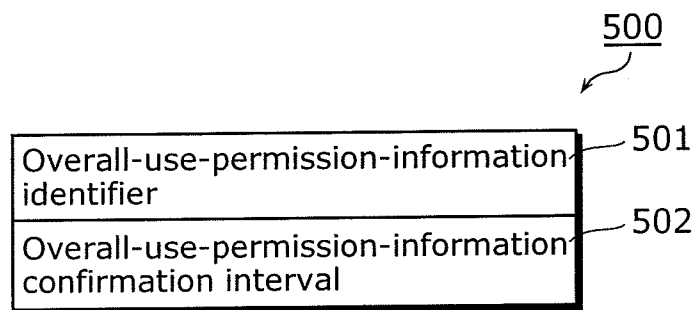 500
Overall-use-permission-information
identifier
501
Overall-use-permission-information
confirmation interval
502